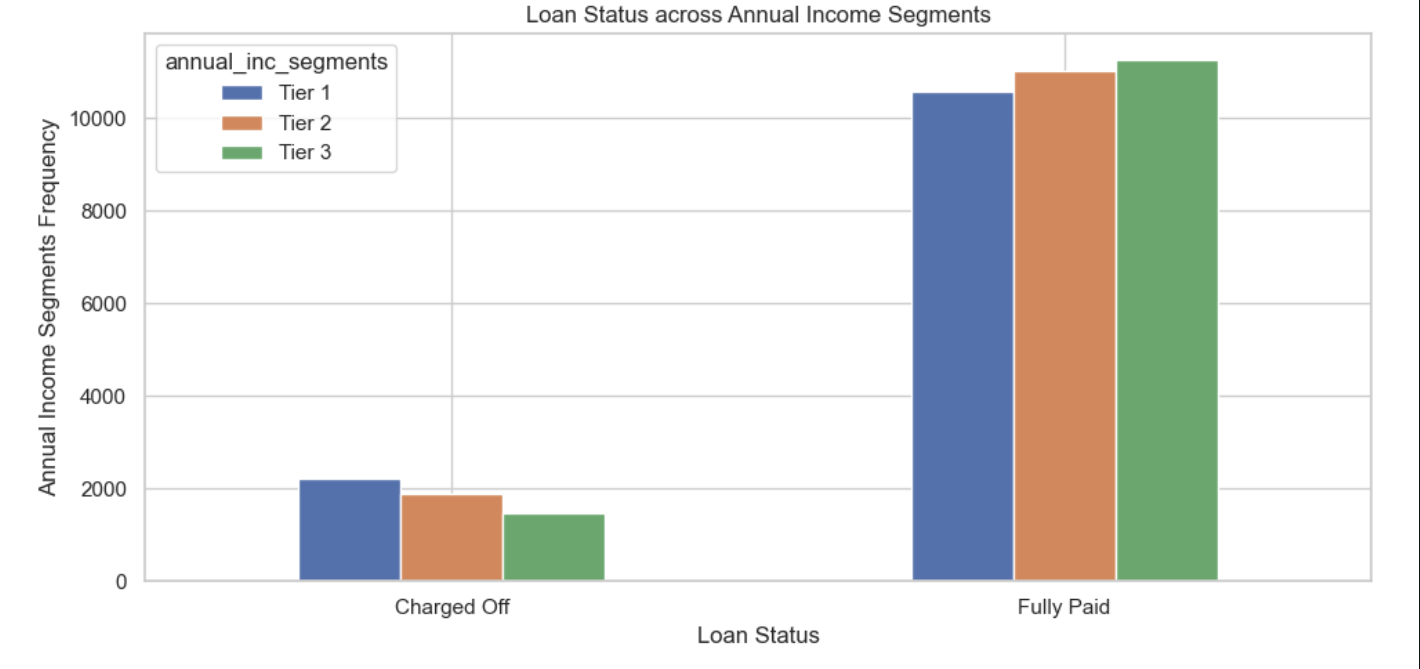 Loan Status across Annual Income Segments
annual_inc_segments
Tier 1
Tier 2
Tier 3
Annual Income Segments Frequency
10000
8000
6000
4000
2000
0
Charged Off
Fully Paid
Loan Status